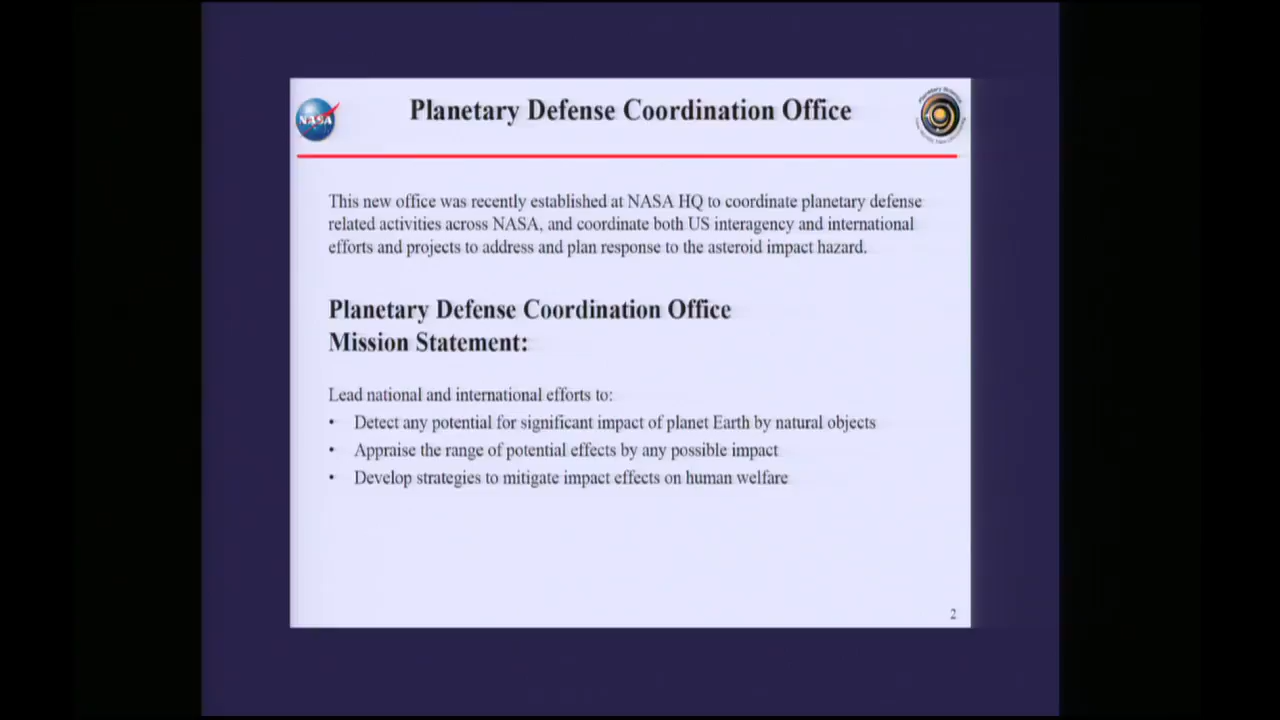 NASA
Planetary Defense Coordination Office
Planetary Science
This new office was recently established at NASA HQ to coordinate planetary defense
related activities across NASA, and coordinate both US interagency and international
efforts and projects to address and plan response to the asteroid impact hazard.
Planetary Defense Coordination Office
Mission Statement:
Lead national and international efforts to:
• Detect any potential for significant impact of planet Earth by natural objects
• Appraise the range of potential effects by any possible impact
• Develop strategies to mitigate impact effects on human welfare
2